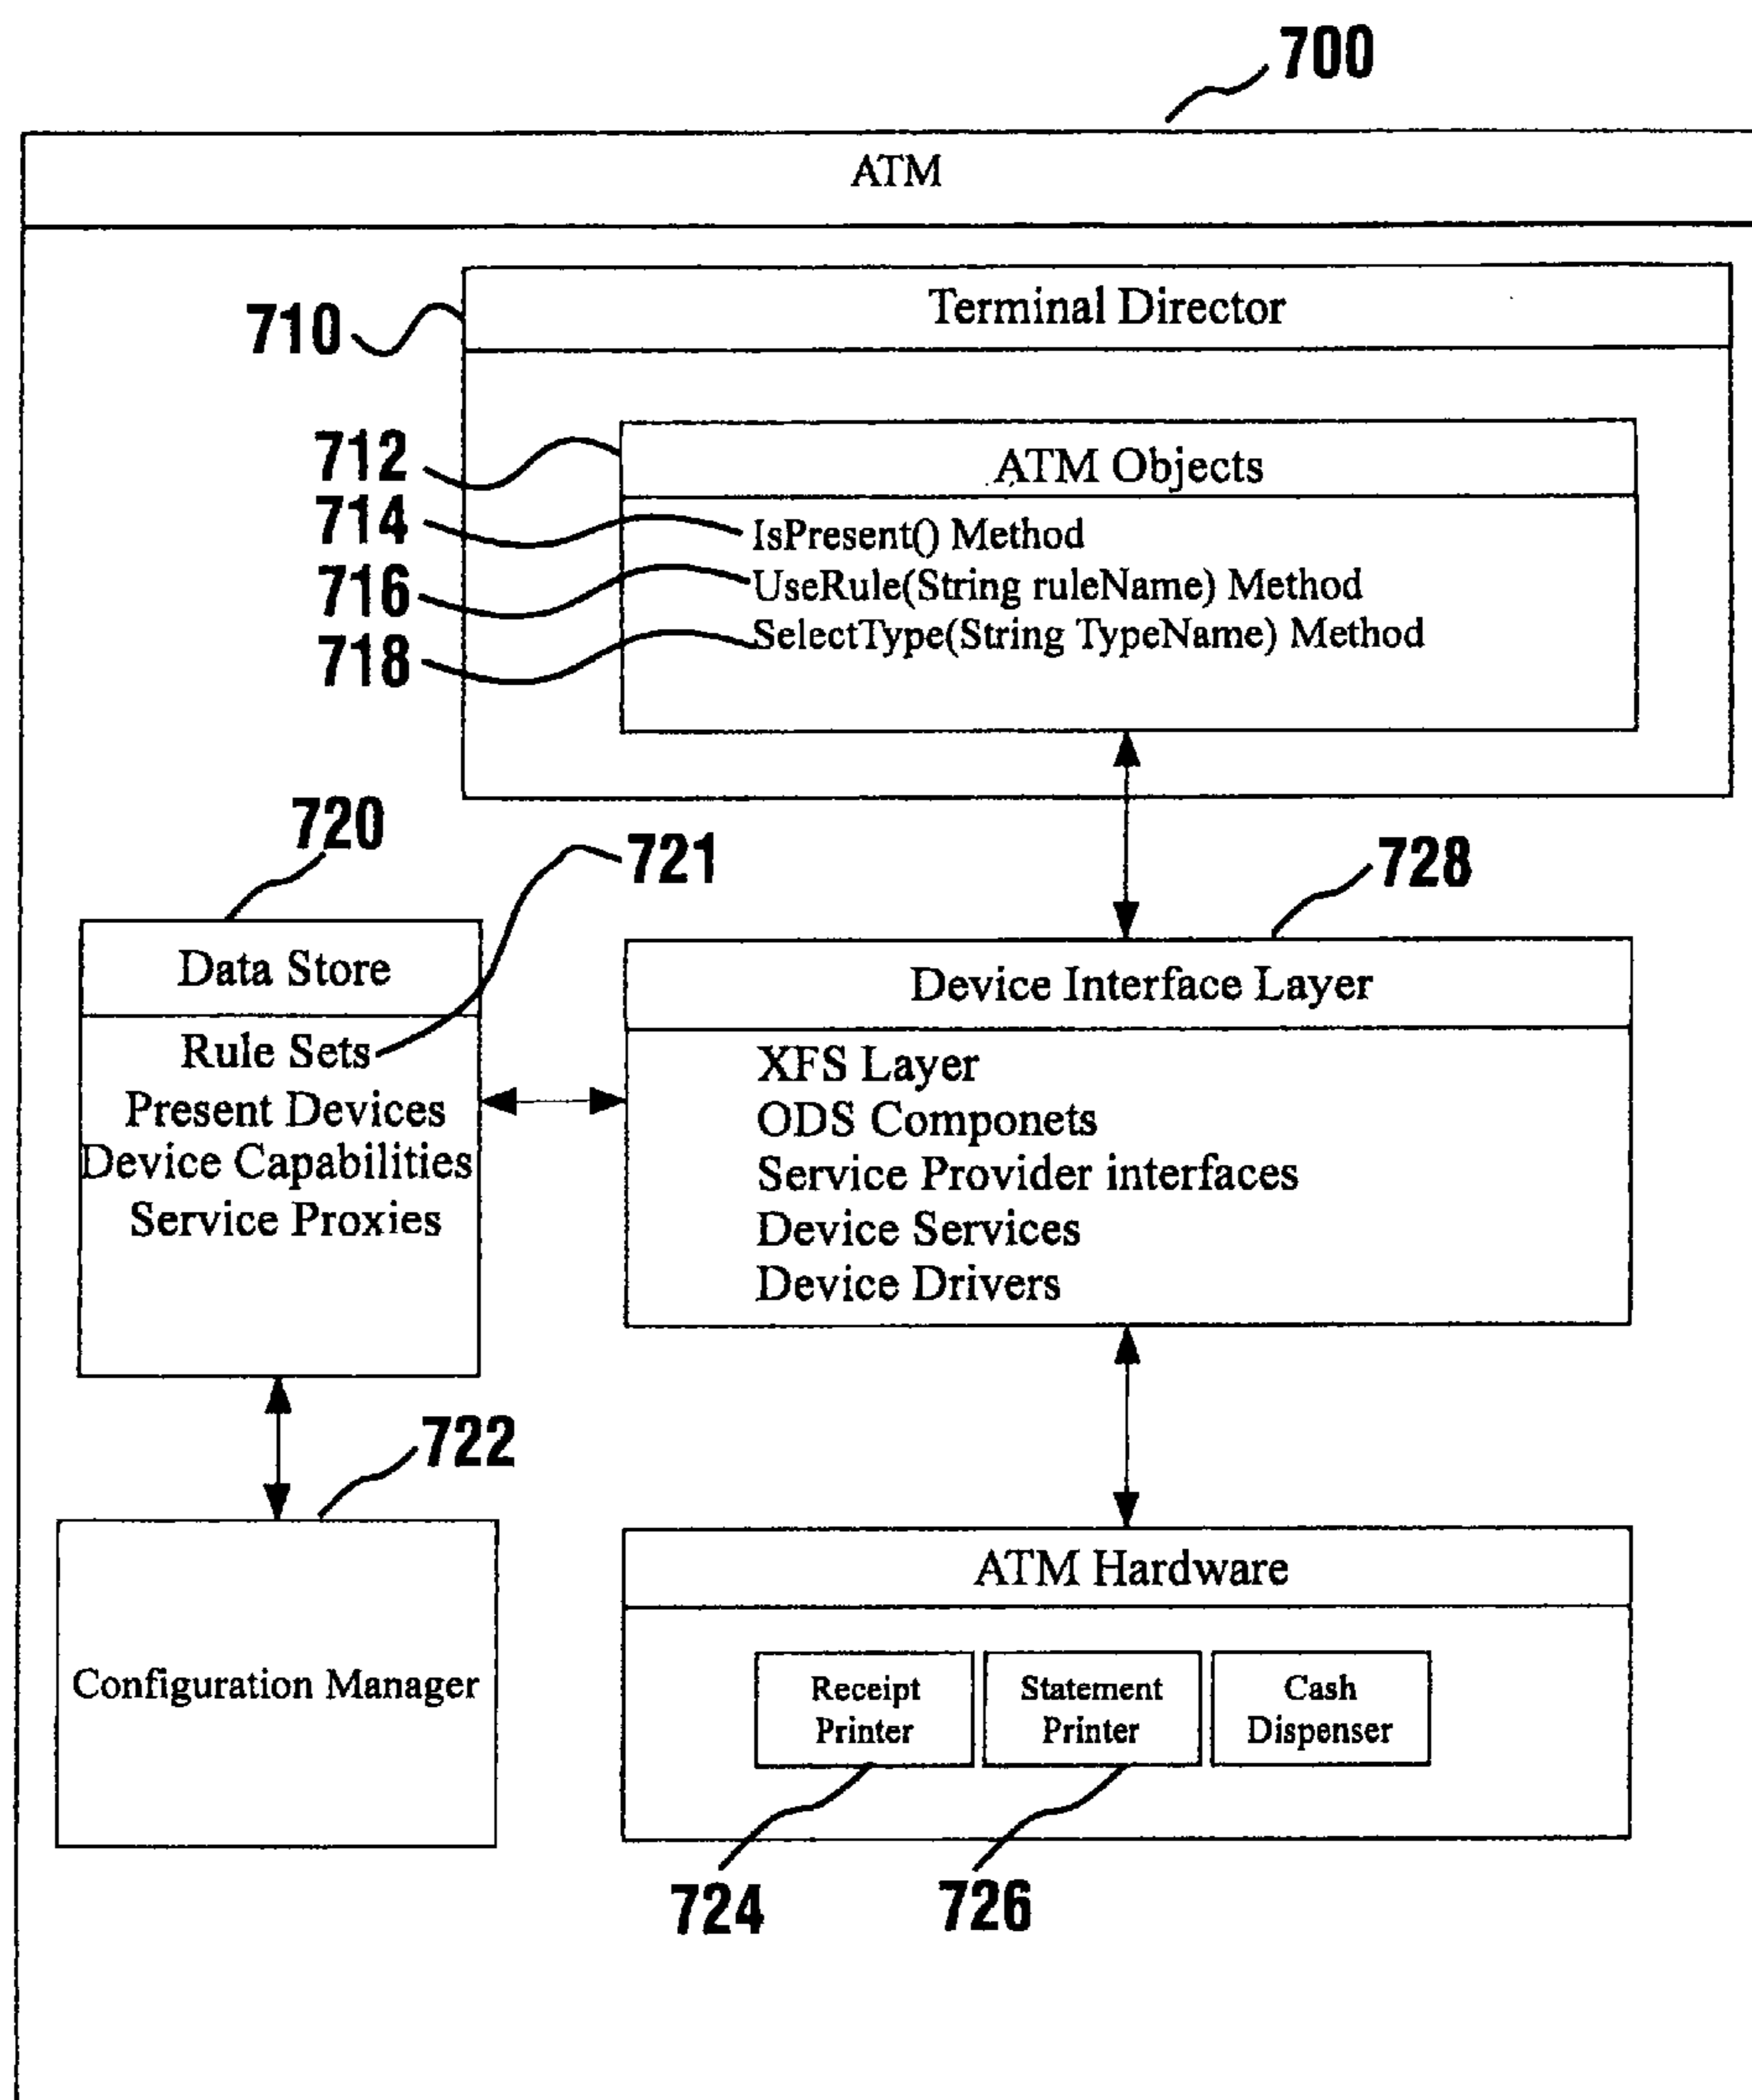 700
ATM
710
Terminal Director
712
ATM Objects
714
IsPresent() Method
716
UseRule(String ruleName) Method
718
SelectType(String TypeName) Method
720
721
728
Data Store
Rule Sets
Present Devices
Device Capabilities
Service Proxies
Device Interface Layer
XFS Layer
ODS Componets
Service Provider interfaces
Device Services
Device Drivers
722
Configuration Manager
ATM Hardware
Receipt
Printer
Statement
Printer
Cash
Dispenser
724
726